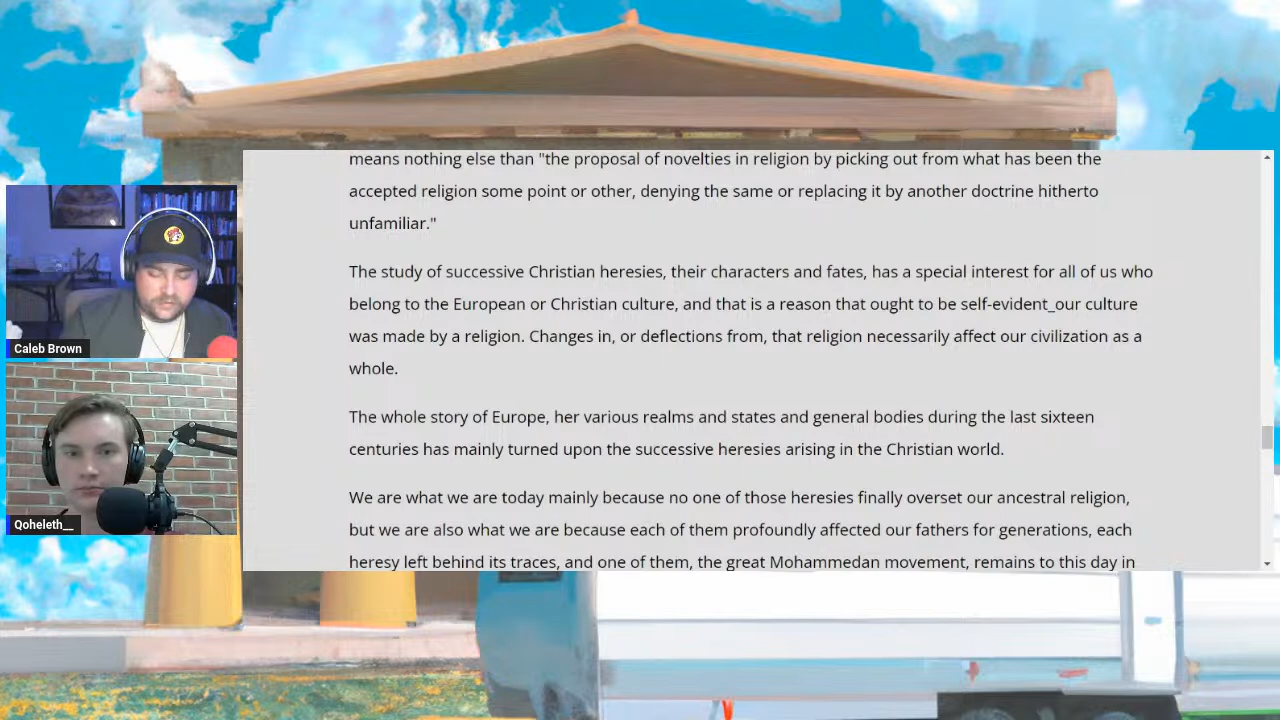 means nothing else than "the proposal of novelties in religion by picking out from what has been the
accepted religion some point or other, denying the same or replacing it by another doctrine hitherto
unfamiliar."
The study of successive Christian heresies, their characters and fates, has a special interest for all of us who
belong to the European or Christian culture, and that is a reason that ought to be self-evident_our culture
was made by a religion. Changes in, or deflections from, that religion necessarily affect our civilization as a
whole.
The whole story of Europe, her various realms and states and general bodies during the last sixteen
centuries has mainly turned upon the successive heresies arising in the Christian world.
We are what we are today mainly because no one of those heresies finally overset our ancestral religion,
but we are also what we are because each of them profoundly affected our fathers for generations, each
heresy left behind its traces, and one of them, the great Mohammedan movement, remains to this day in
Caleb Brown
Qoheleth__